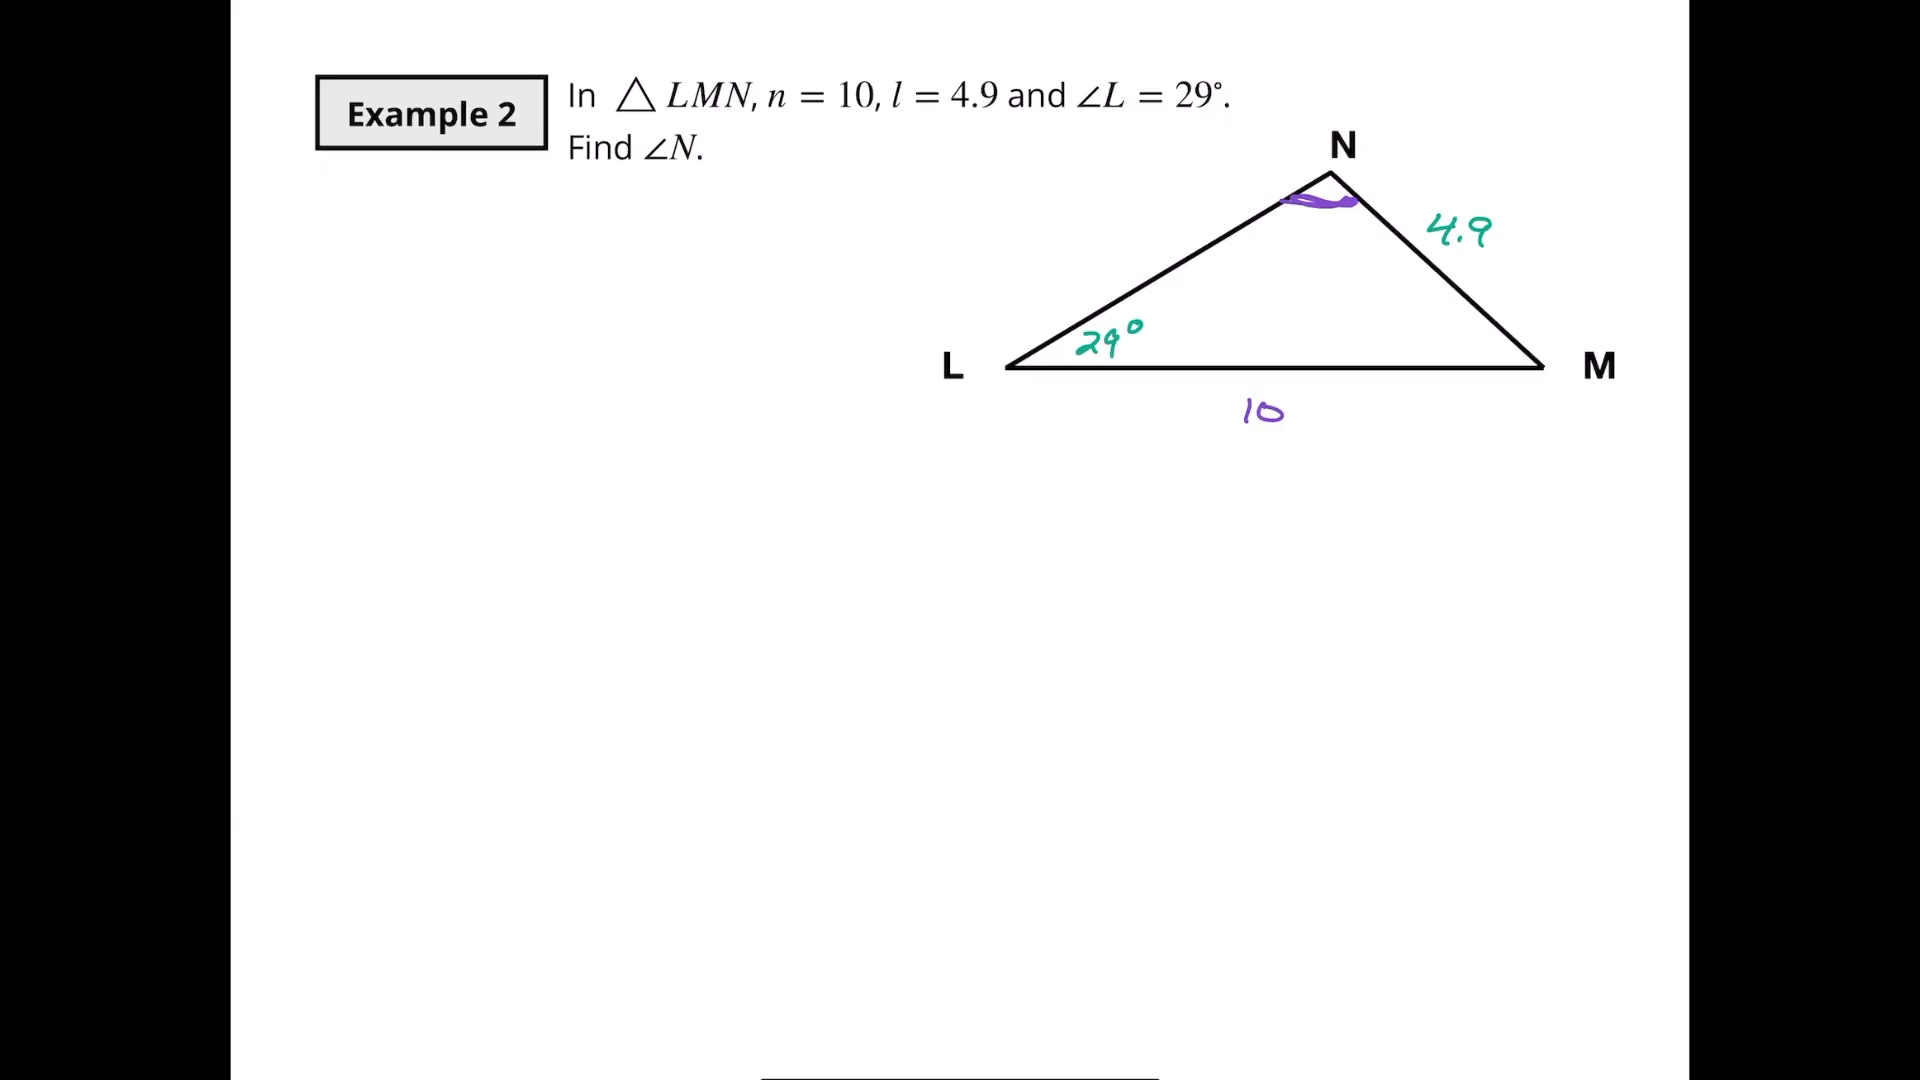 Example 2
In △ LMN, n = 10, l = 4.9 and ∠L = 29°.
Find ∠N.
N
4.9
29°
L
M
10